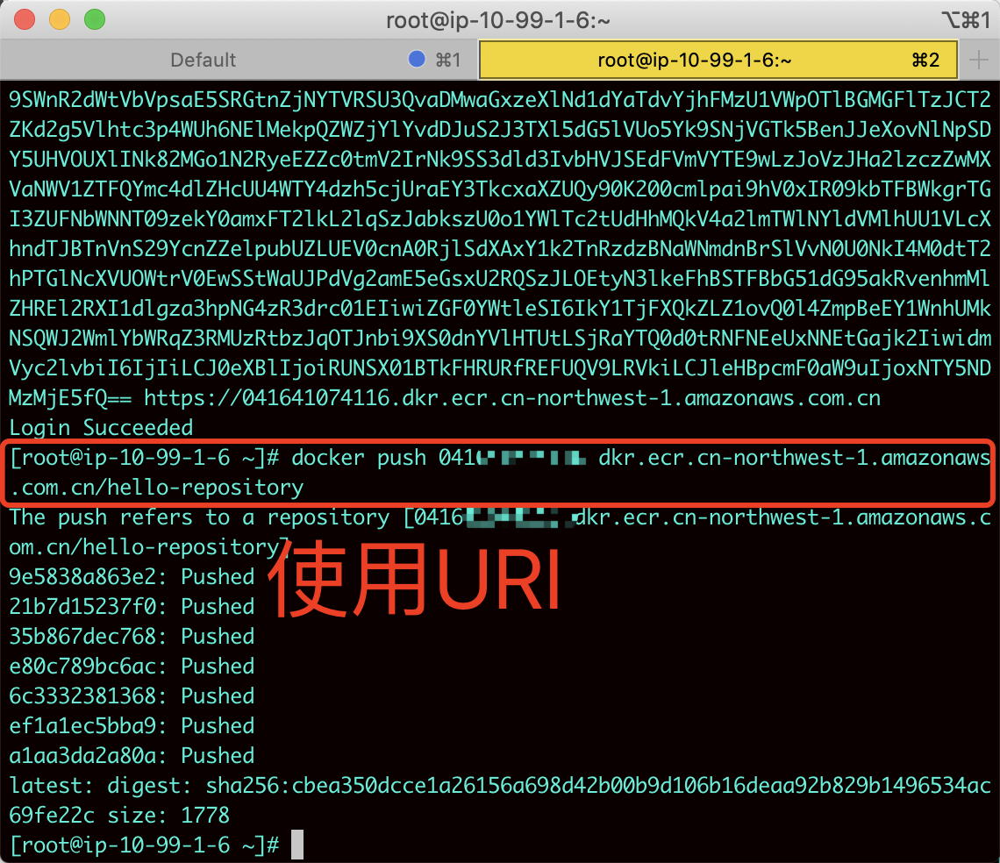 root@ip-10-99-1-6:~ ⌥⌘1
Default ⌘1 root@ip-10-99-1-6:~ ⌘2
9SWnR2dWtVbVpsaE5SRGtnZjNYTVRSU3QvaDMwaGxzeXlNd1dYaTdvYjhFMzU1VWpOTlBGMGFlTzJCT2
ZKd2g5Vlhtc3p4WUh6NElMekpQZWZjYlYvdDJuS2J3TXl5dG5lVUo5Yk9SNjVGTk5BenJJeXovNlNpSD
Y5UHVOUXlINk82MGo1N2RyeEZZc0tmV2IrNk9SS3dld3IvbHVJSEdFVmVYTE9wLzJoVzJHa2lzczZwMX
VaNWV1ZTFQYmc4dlZHcUU4WTY4dzh5cjUraEY3TkcxaXZUQy90K200cmlpai9hV0xIR09kbTFBWkgrTG
I3ZUFNbWNNT09zekY0amxFT2lkL2lqSzJabkszU0o1YWlTc2tUdHhMQkV4a2lmTWlNYldVMlhUU1VLcX
hndTJBTnVnS29YcnZZelpubUZLUEV0cnA0RjlSdXAxY1k2TnRzdzBNaWNmdnBrSlVvN0U0NkI4M0dtT2
hPTGlNcXVUOWtrV0EwSStWaUJPdVg2amE5eGsxU2RQSzJLOEtyN3lkeFhBSTFBbG51dG95akRvenhmMl
ZHREl2RXI1dlgza3hpNG4zR3drc01EIiwiZGF0YWtleSI6IkY1TjFXQkZLZ1ovQ0l4ZmpBeEY1WnhUMk
NSQWJ2WmlYbWRqZ3RMUzRtbzJqOTJnbi9XS0dnYVlHTUtLSjRaYTQ0d0tRNFNEeUxNNEtGajk2Iiwidm
Vyc2lvbiI6IjIiLCJ0eXBlIjoiRUNSX01BTkFHRURfREFUQV9LRVkiLCJleHBpcmF0aW9uIjoxNTY5ND
MzMjE5fQ== https://041641074116.dkr.ecr.cn-northwest-1.amazonaws.com.cn
Login Succeeded
[root@ip-10-99-1-6 ~]# docker push 0416 dkr.ecr.cn-northwest-1.amazonaws
.com.cn/hello-repository
The push refers to a repository [0416 dkr.ecr.cn-northwest-1.amazonaws.c
om.cn/hello-repository]
使用URI
9e5838a863e2: Pushed
21b7d15237f0: Pushed
35b867dec768: Pushed
e80c789bc6ac: Pushed
6c3332381368: Pushed
ef1a1ec5bba9: Pushed
a1aa3da2a80a: Pushed
latest: digest: sha256:cbea350dcce1a26156a698d42b00b9d106b16deaa92b829b1496534ac
69fe22c size: 1778
[root@ip-10-99-1-6 ~]#